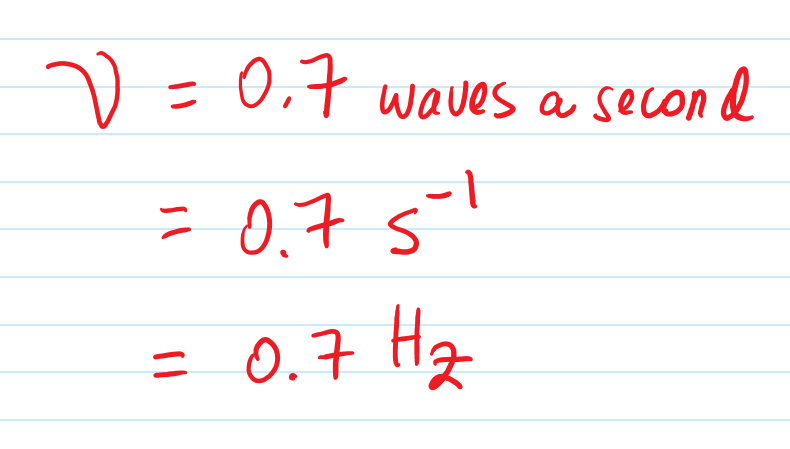 ν = 0.7 waves a second
= 0.7 s⁻¹
= 0.7 Hz